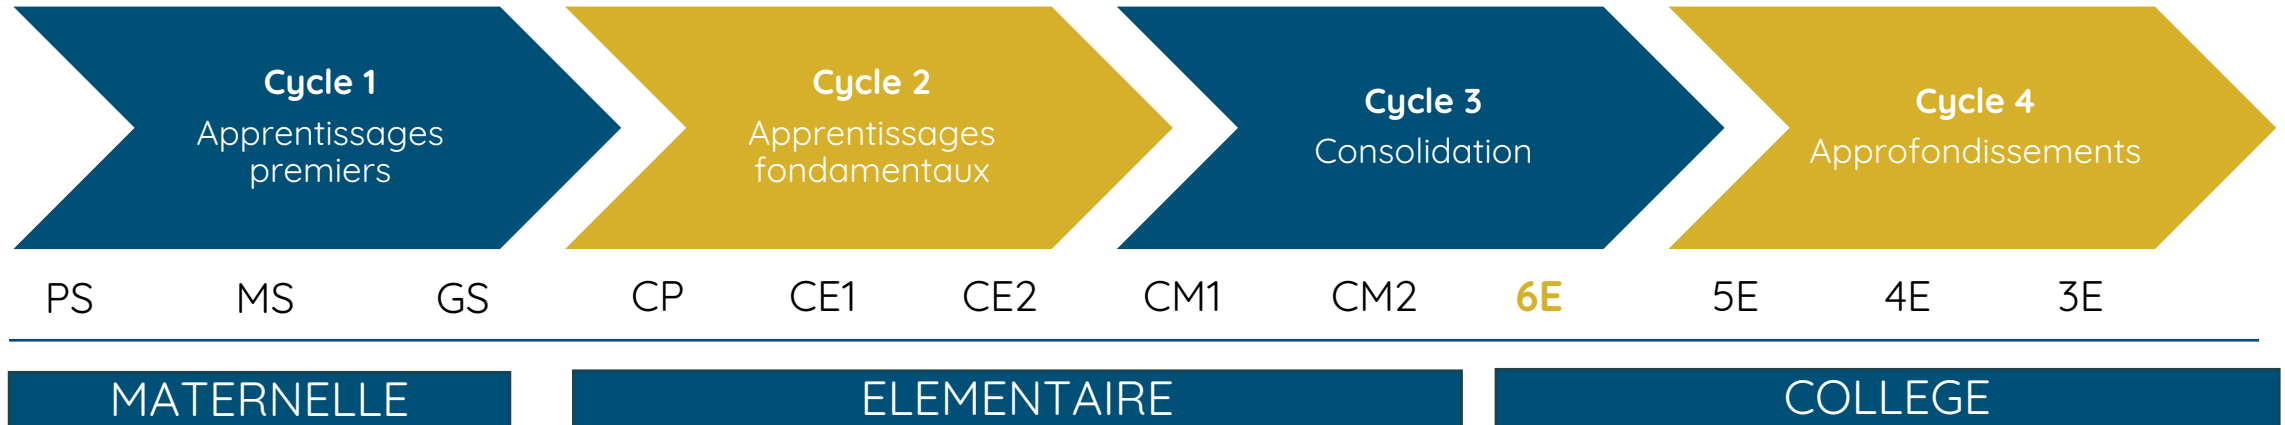 Cycle 1
Apprentissages
premiers
Cycle 2
Apprentissages
fondamentaux
Cycle 3
Consolidation
Cycle 4
Approfondissements
PS MS GS CP CE1 CE2 CM1 CM2 6E 5E 4E 3E
MATERNELLE ELEMENTAIRE COLLEGE